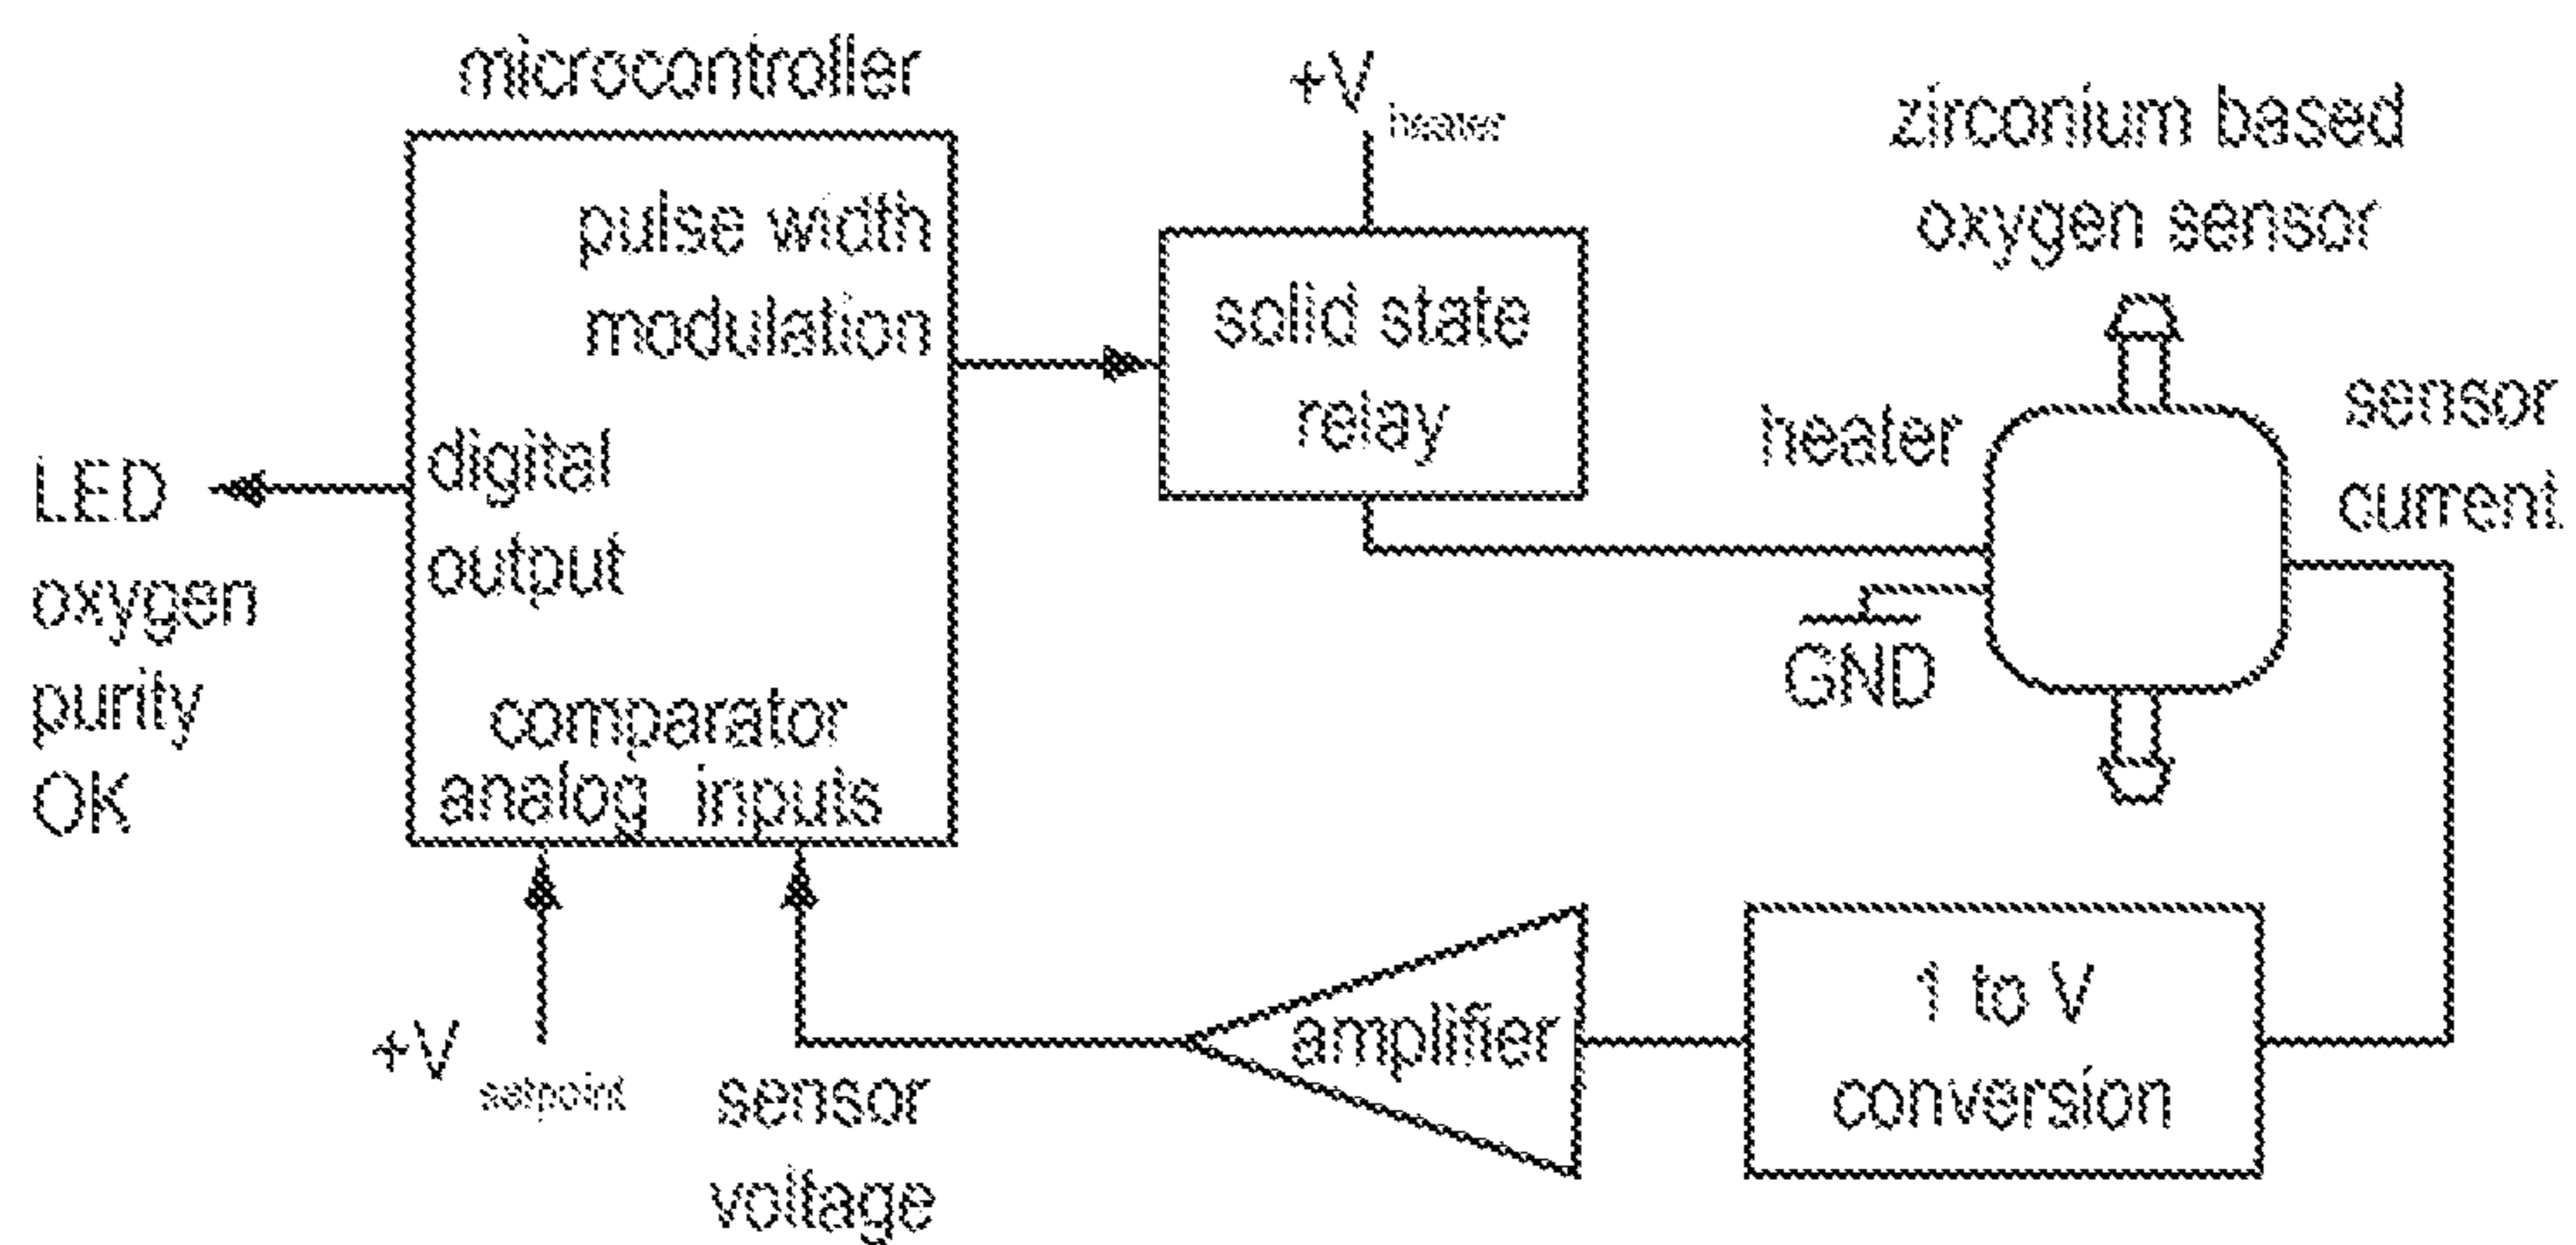 microcontroller
pulse width
modulation
digital
output
comparator
analog inputs
LED
oxygen
purity
OK
+V setpoint
sensor
voltage
+V heater
solid state
relay
zirconium based
oxygen sensor
heater
sensor
current
GND
amplifier
1 to V
conversion